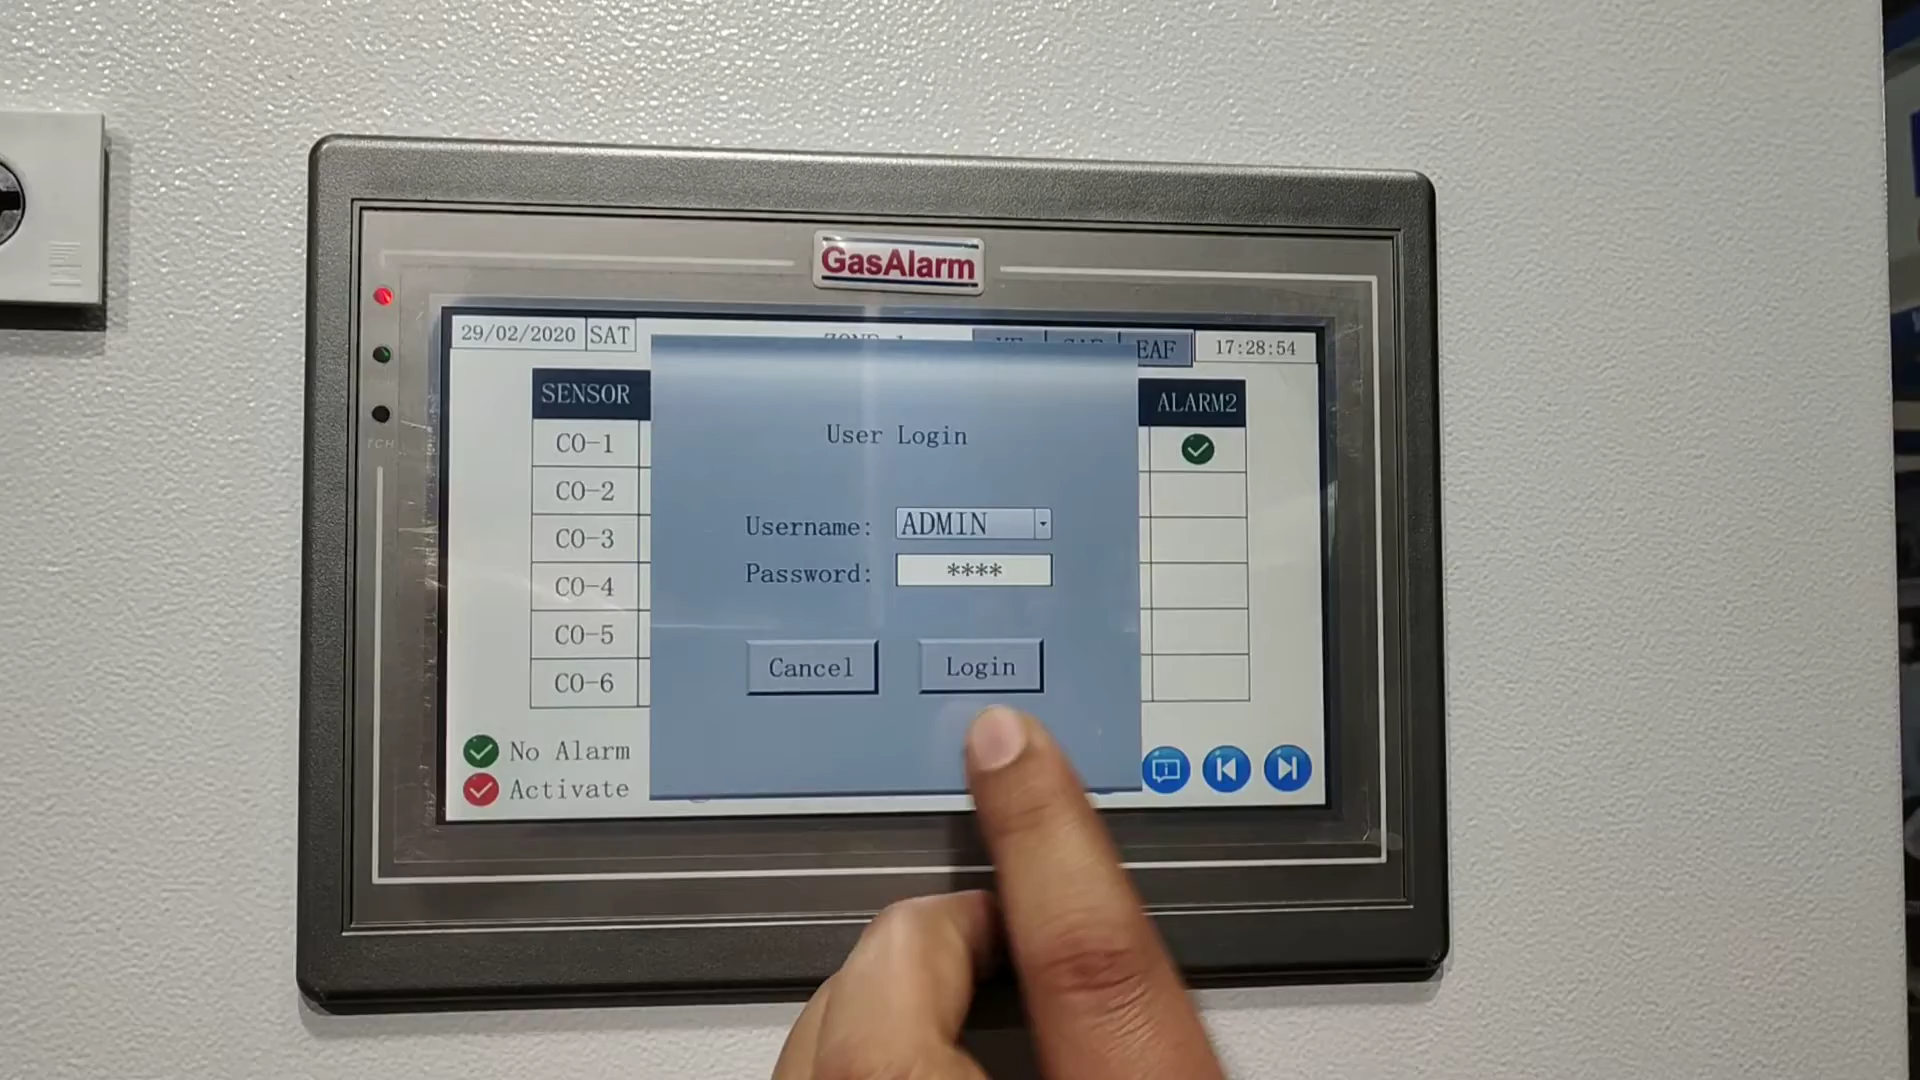 GasAlarm
29/02/2020 SAT EAF 17:28:54
SENSOR ALARM2
User Login
CO-1
CO-2
Username: ADMIN
CO-3
Password: ****
CO-4
CO-5
Cancel Login
CO-6
No Alarm
Activate